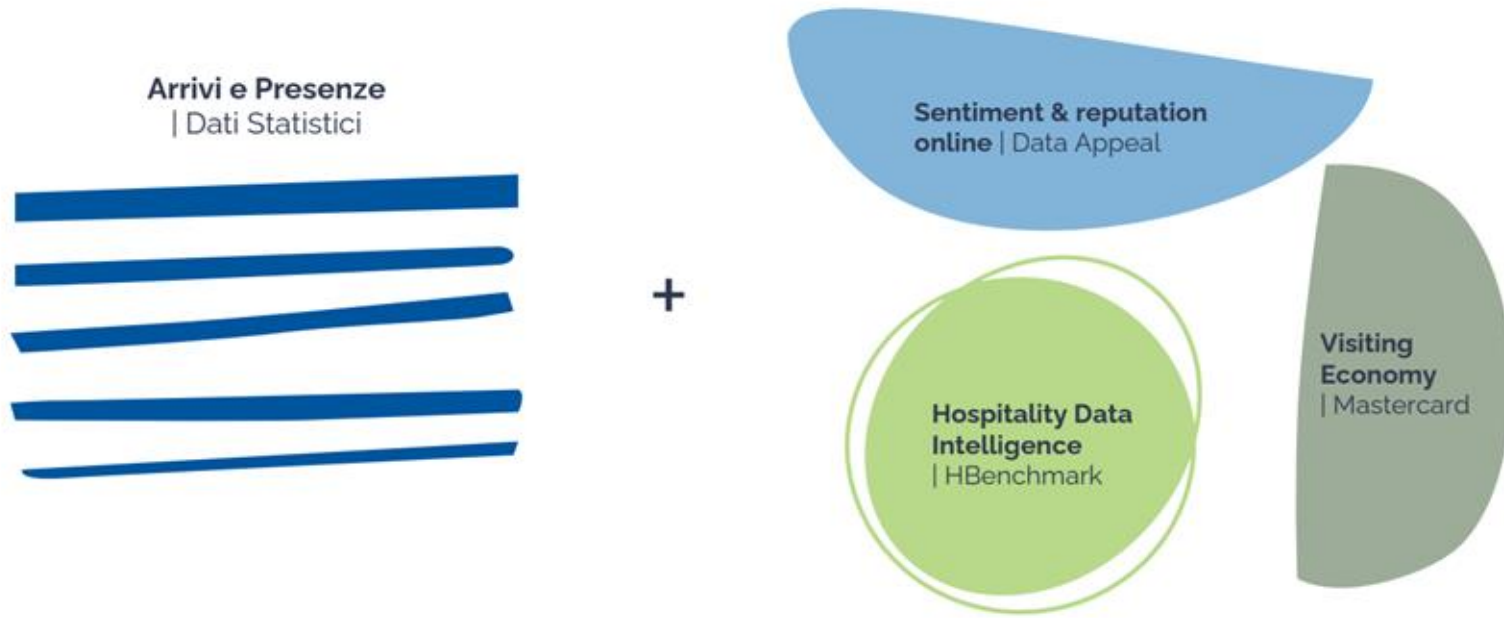 Arrivi e Presenze
| Dati Statistici
+
Sentiment & reputation
online | Data Appeal
Hospitality Data
Intelligence
| HBenchmark
Visiting
Economy
| Mastercard